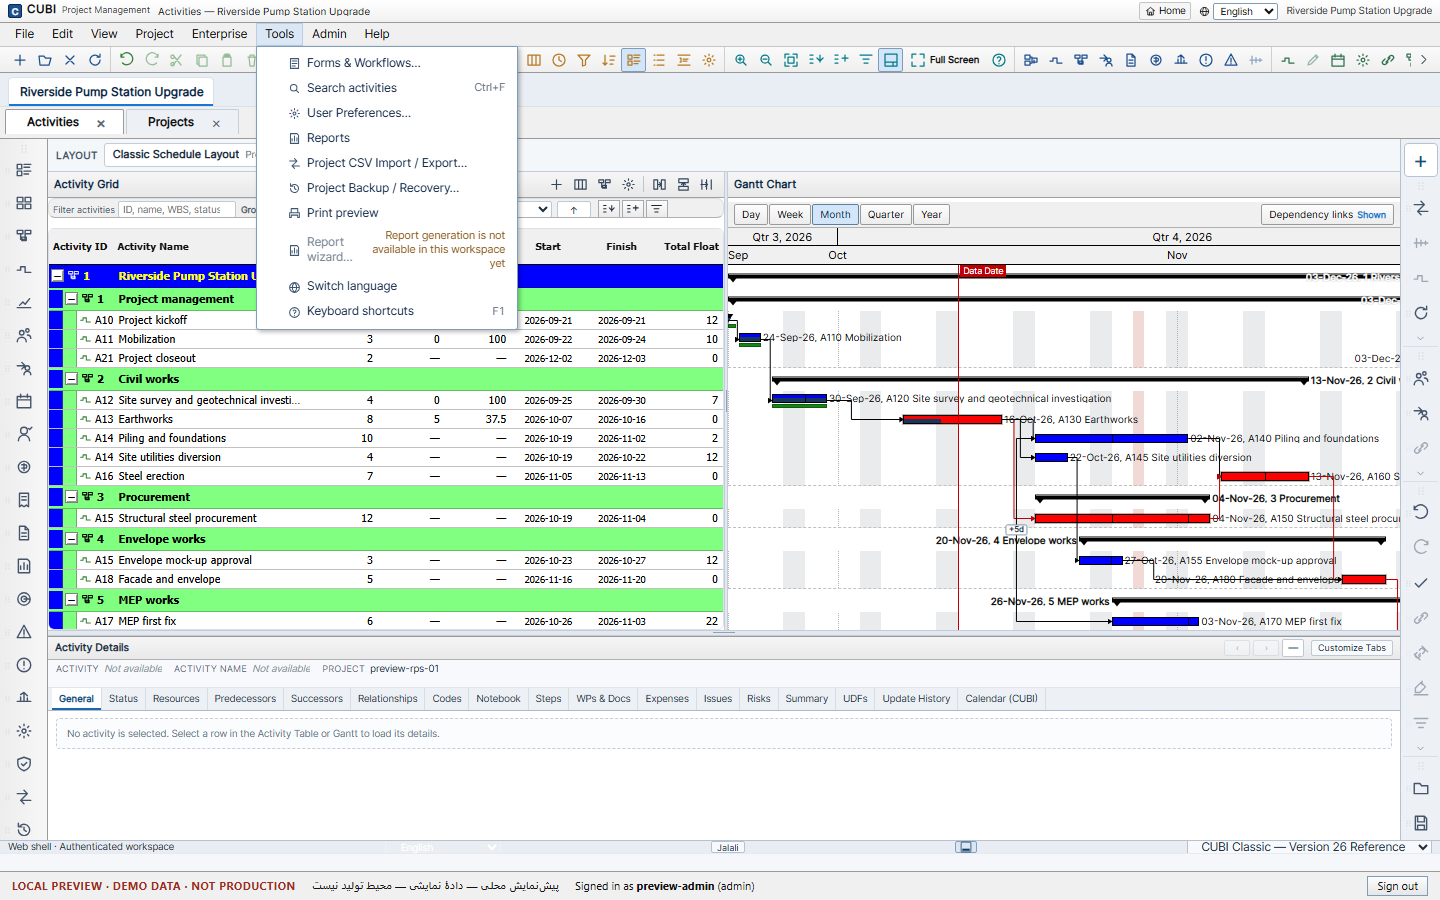 CUBI Project Management Activities — Riverside Pump Station Upgrade Home English Riverside Pump Station Upgrade
File Edit View Project Enterprise Tools Admin Help
Full Screen
Riverside Pump Station Upgrade
Activities
Projects
LAYOUT Classic Schedule Layout
Forms & Workflows...
Search activities Ctrl+F
User Preferences...
Reports
Project CSV Import / Export...
Project Backup / Recovery...
Print preview
Report wizard... Report generation is not available in this workspace yet
Switch language
Keyboard shortcuts F1
Activity Grid
Filter activities ID, name, WBS, status
Activity ID Activity Name Start Finish Total Float
1 Riverside Pump Station U
1 Project management
A10 Project kickoff 2026-09-21 2026-09-21 12
A11 Mobilization 3 0 100 2026-09-22 2026-09-24 10
A21 Project closeout 2 — — 2026-12-02 2026-12-03 0
2 Civil works
A12 Site survey and geotechnical investi... 4 0 100 2026-09-25 2026-09-30 7
A13 Earthworks 8 5 37.5 2026-10-07 2026-10-16 0
A14 Piling and foundations 10 — — 2026-10-19 2026-11-02 2
A14 Site utilities diversion 4 — — 2026-10-19 2026-10-22 12
A16 Steel erection 7 — — 2026-11-05 2026-11-13 0
3 Procurement
A15 Structural steel procurement 12 — — 2026-10-19 2026-11-04 0
4 Envelope works
A15 Envelope mock-up approval 3 — — 2026-10-23 2026-10-27 12
A18 Facade and envelope 5 — — 2026-11-16 2026-11-20 0
5 MEP works
A17 MEP first fix 6 — — 2026-10-26 2026-11-03 22
Gantt Chart
Day Week Month Quarter Year Dependency links Shown
Qtr 3, 2026 Qtr 4, 2026
Sep Oct Nov
Data Date
03-Dec-26, 1 Rivers
03-Dec-
24-Sep-26, A110 Mobilization
03-Dec-2
13-Nov-26, 2 Civil
30-Sep-26, A120 Site survey and geotechnical investigation
16-Oct-26, A130 Earthworks
02-Nov-26, A140 Piling and foundations
22-Oct-26, A145 Site utilities diversion
13-Nov-26, A160 S
04-Nov-26, 3 Procurement
04-Nov-26, A150 Structural steel procur
+5d
20-Nov-26, 4 Envelope works
27-Oct-26, A155 Envelope mock-up approval
20-Nov-26, A180 Facade and envelope
26-Nov-26, 5 MEP works
03-Nov-26, A170 MEP first fix
Activity Details Customize Tabs
ACTIVITY Not available ACTIVITY NAME Not available PROJECT preview-rps-01
General Status Resources Predecessors Successors Relationships Codes Notebook Steps WPs & Docs Expenses Issues Risks Summary UDFs Update History Calendar (CUBI)
No activity is selected. Select a row in the Activity Table or Gantt to load its details.
Web shell · Authenticated workspace English Jalali CUBI Classic — Version 26 Reference
LOCAL PREVIEW · DEMO DATA · NOT PRODUCTION پیش‌نمایش محلی — دادهٔ نمایشی — محیط تولید نیست Signed in as preview-admin (admin) Sign out